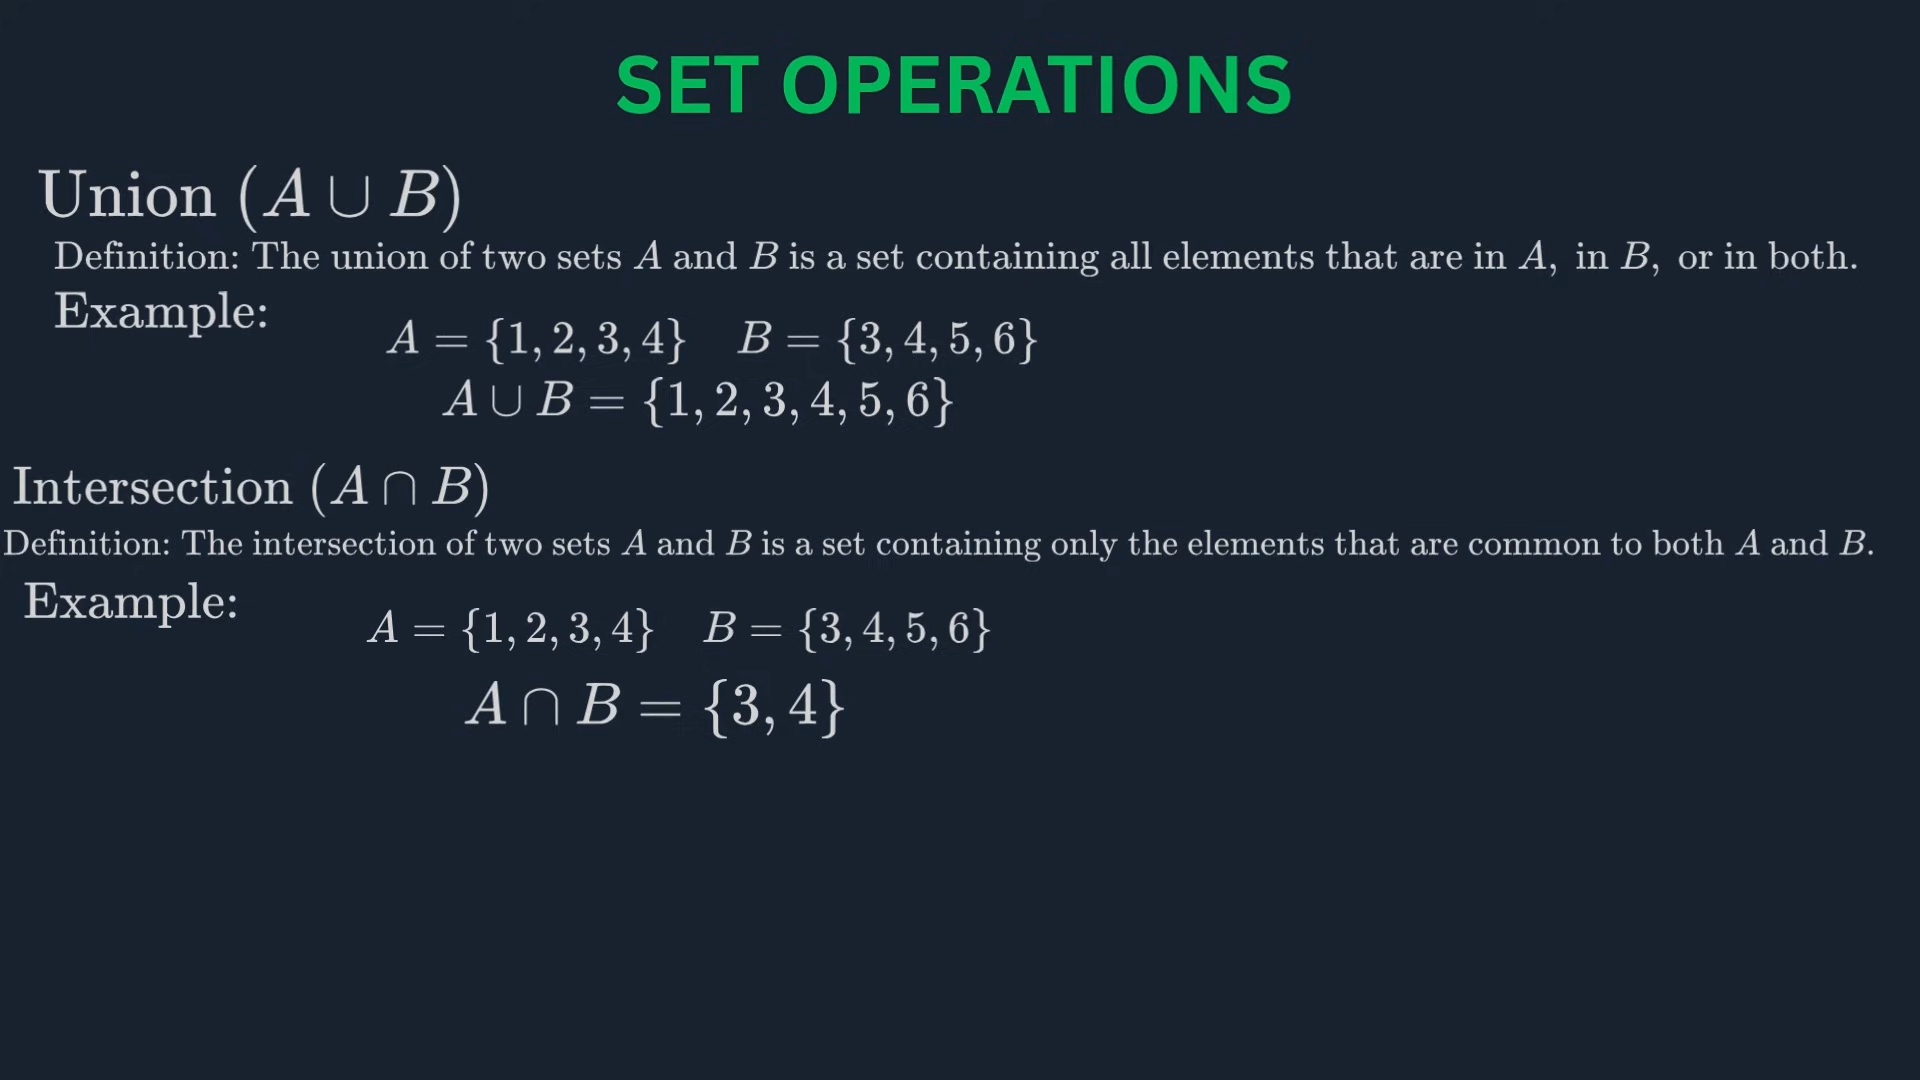 SET OPERATIONS
Union (A ∪ B)
Definition: The union of two sets A and B is a set containing all elements that are in A, in B, or in both.
Example:
A = {1, 2, 3, 4} B = {3, 4, 5, 6}
A ∪ B = {1, 2, 3, 4, 5, 6}
Intersection (A ∩ B)
Definition: The intersection of two sets A and B is a set containing only the elements that are common to both A and B.
Example:
A = {1, 2, 3, 4} B = {3, 4, 5, 6}
A ∩ B = {3, 4}